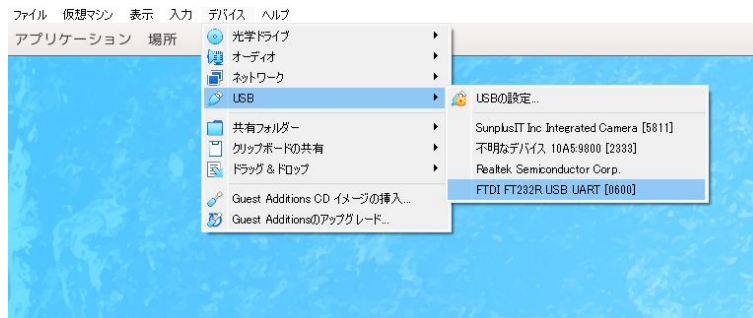 ファイル 仮想マシン 表示 入力 デバイス ヘルプ
アプリケーション 場所
光学ドライブ
オーディオ
ネットワーク
USB
共有フォルダー
クリップボードの共有
ドラッグ & ドロップ
Guest Additions CD イメージの挿入...
Guest Additionsのアップグレード...
USBの設定...
SunplusIT Inc Integrated Camera [5811]
不明なデバイス 10A5:9800 [2333]
Realtek Semiconductor Corp.
FTDI FT232R USB UART [0600]